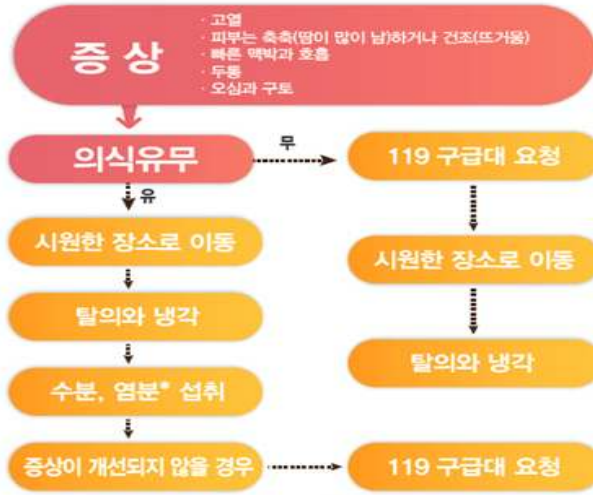 증 상
· 고열
· 피부는 축축(땀이 많이 남)하거나 건조(뜨거움)
· 빠른 맥박과 호흡
· 두통
· 오심과 구토
의식유무
무
119 구급대 요청
유
시원한 장소로 이동
시원한 장소로 이동
탈의와 냉각
탈의와 냉각
수분, 염분* 섭취
증상이 개선되지 않을 경우
119 구급대 요청